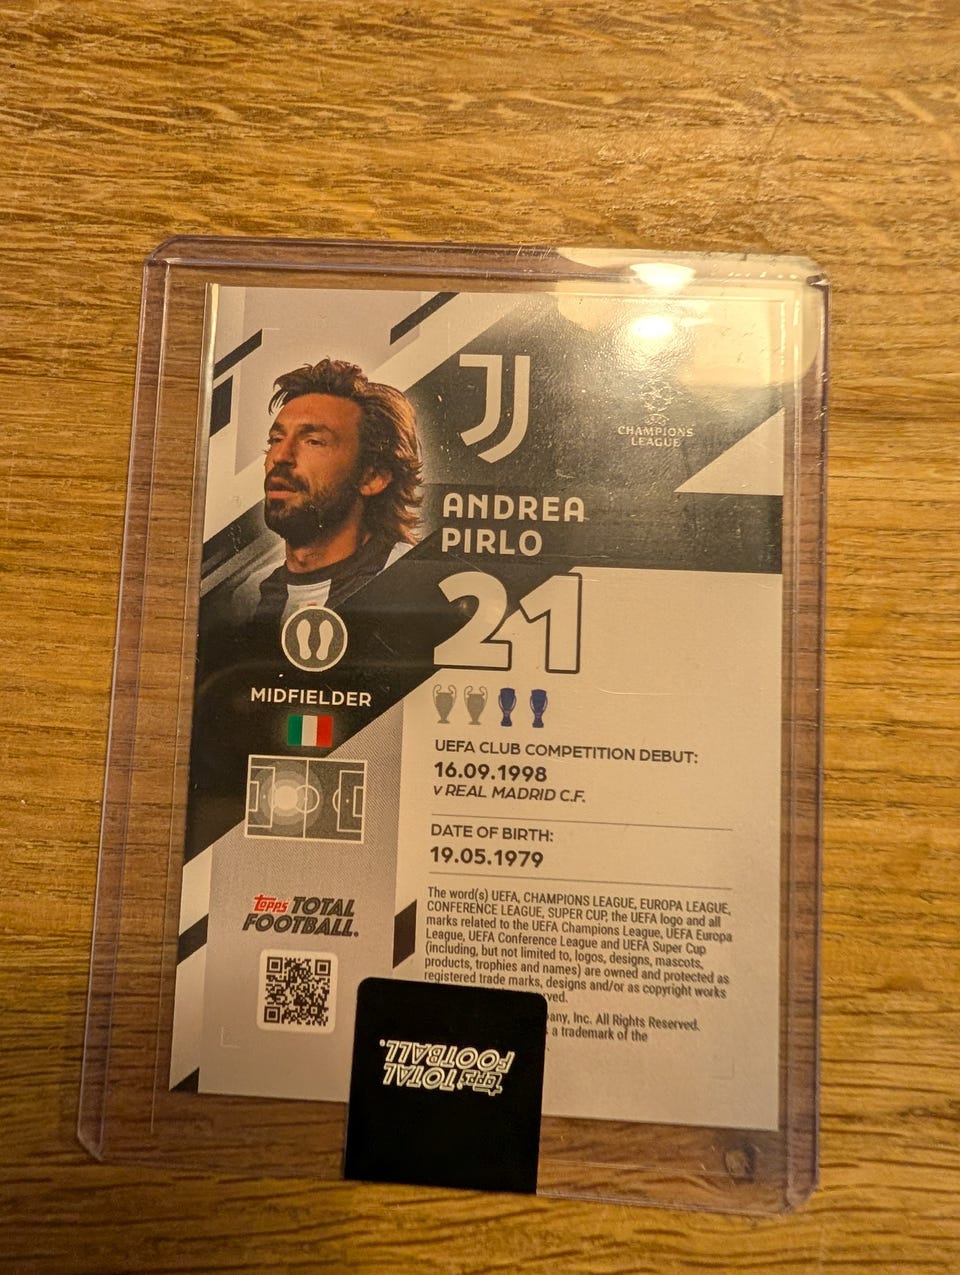 CHAMPIONS
LEAGUE
ANDREA
PIRLO
21
MIDFIELDER
UEFA CLUB COMPETITION DEBUT:
16.09.1998
v REAL MADRID C.F.
DATE OF BIRTH:
19.05.1979
The word(s) UEFA, CHAMPIONS LEAGUE, EUROPA LEAGUE,
CONFERENCE LEAGUE, SUPER CUP, the UEFA logo and all
marks related to the UEFA Champions League, UEFA Europa
League, UEFA Conference League and UEFA Super Cup
(including, but not limited to, logos, designs, mascots,
products, trophies and names) are owned and protected as
registered trade marks, designs and/or as copyright works
Inc. All Rights Reserved.
a trademark of the
topps TOTAL
FOOTBALL.
topps TOTAL
FOOTBALL.